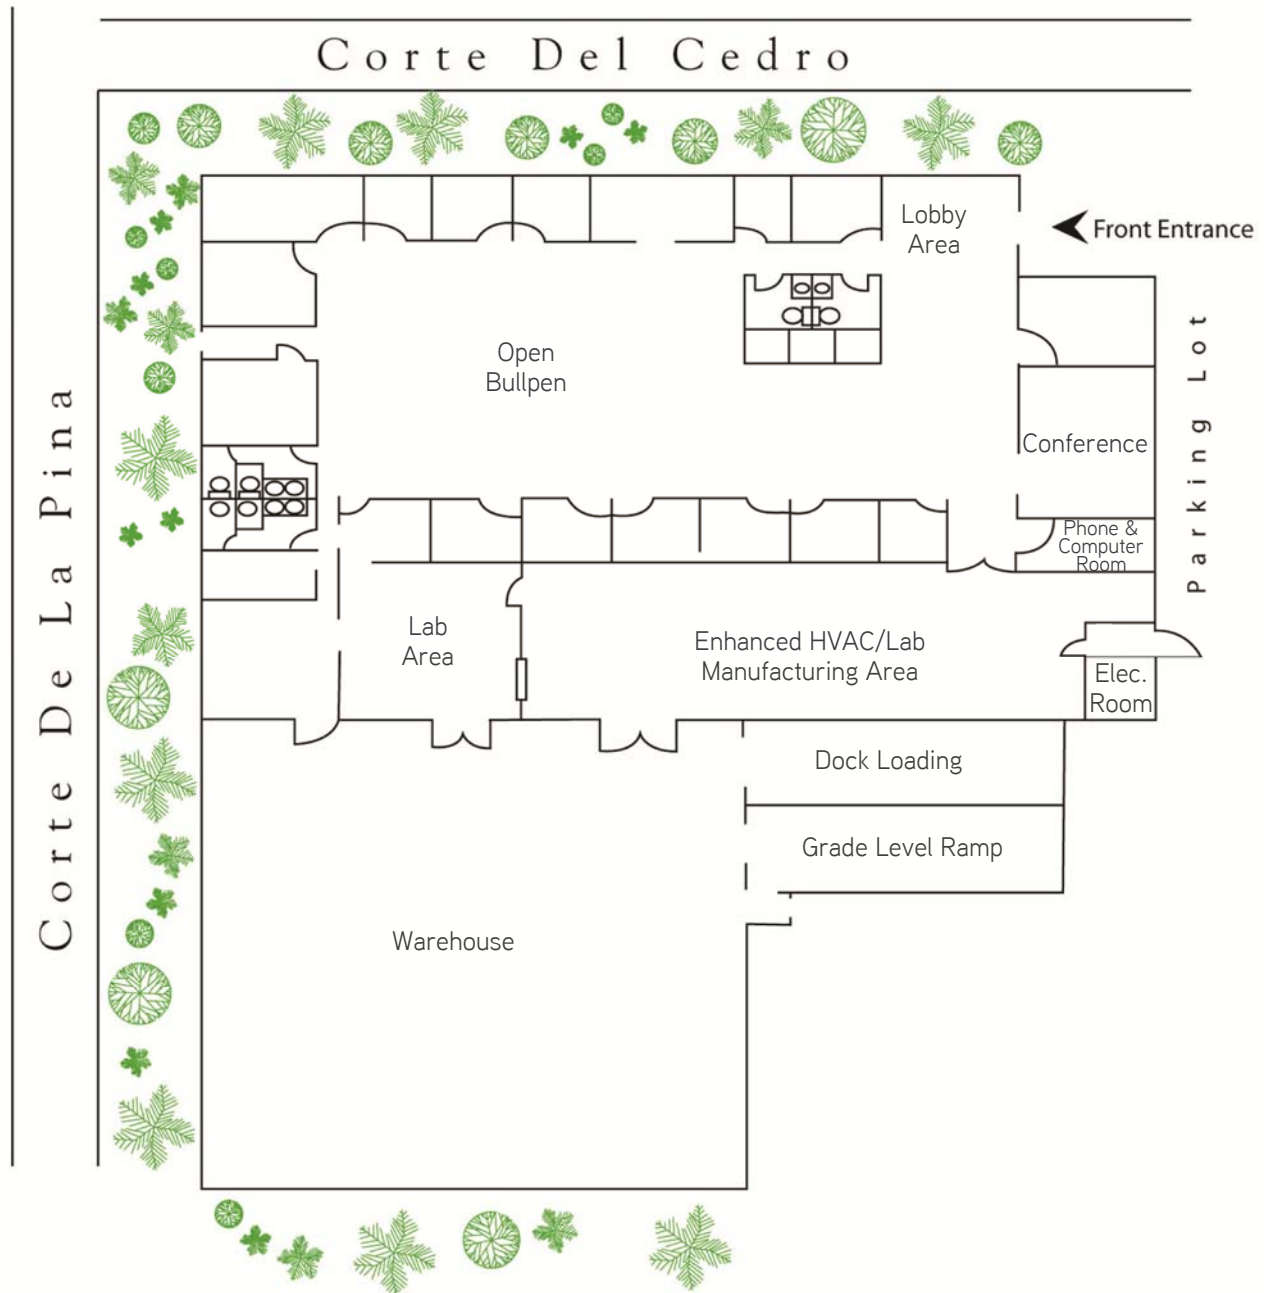 Corte Del Cedro
Lobby
Area
Front Entrance
Open
Bullpen
Parking Lot
Corte De La Pina
Conference
Phone &
Computer
Room
Lab
Area
Enhanced HVAC/Lab
Manufacturing Area
Elec.
Room
Dock Loading
Grade Level Ramp
Warehouse